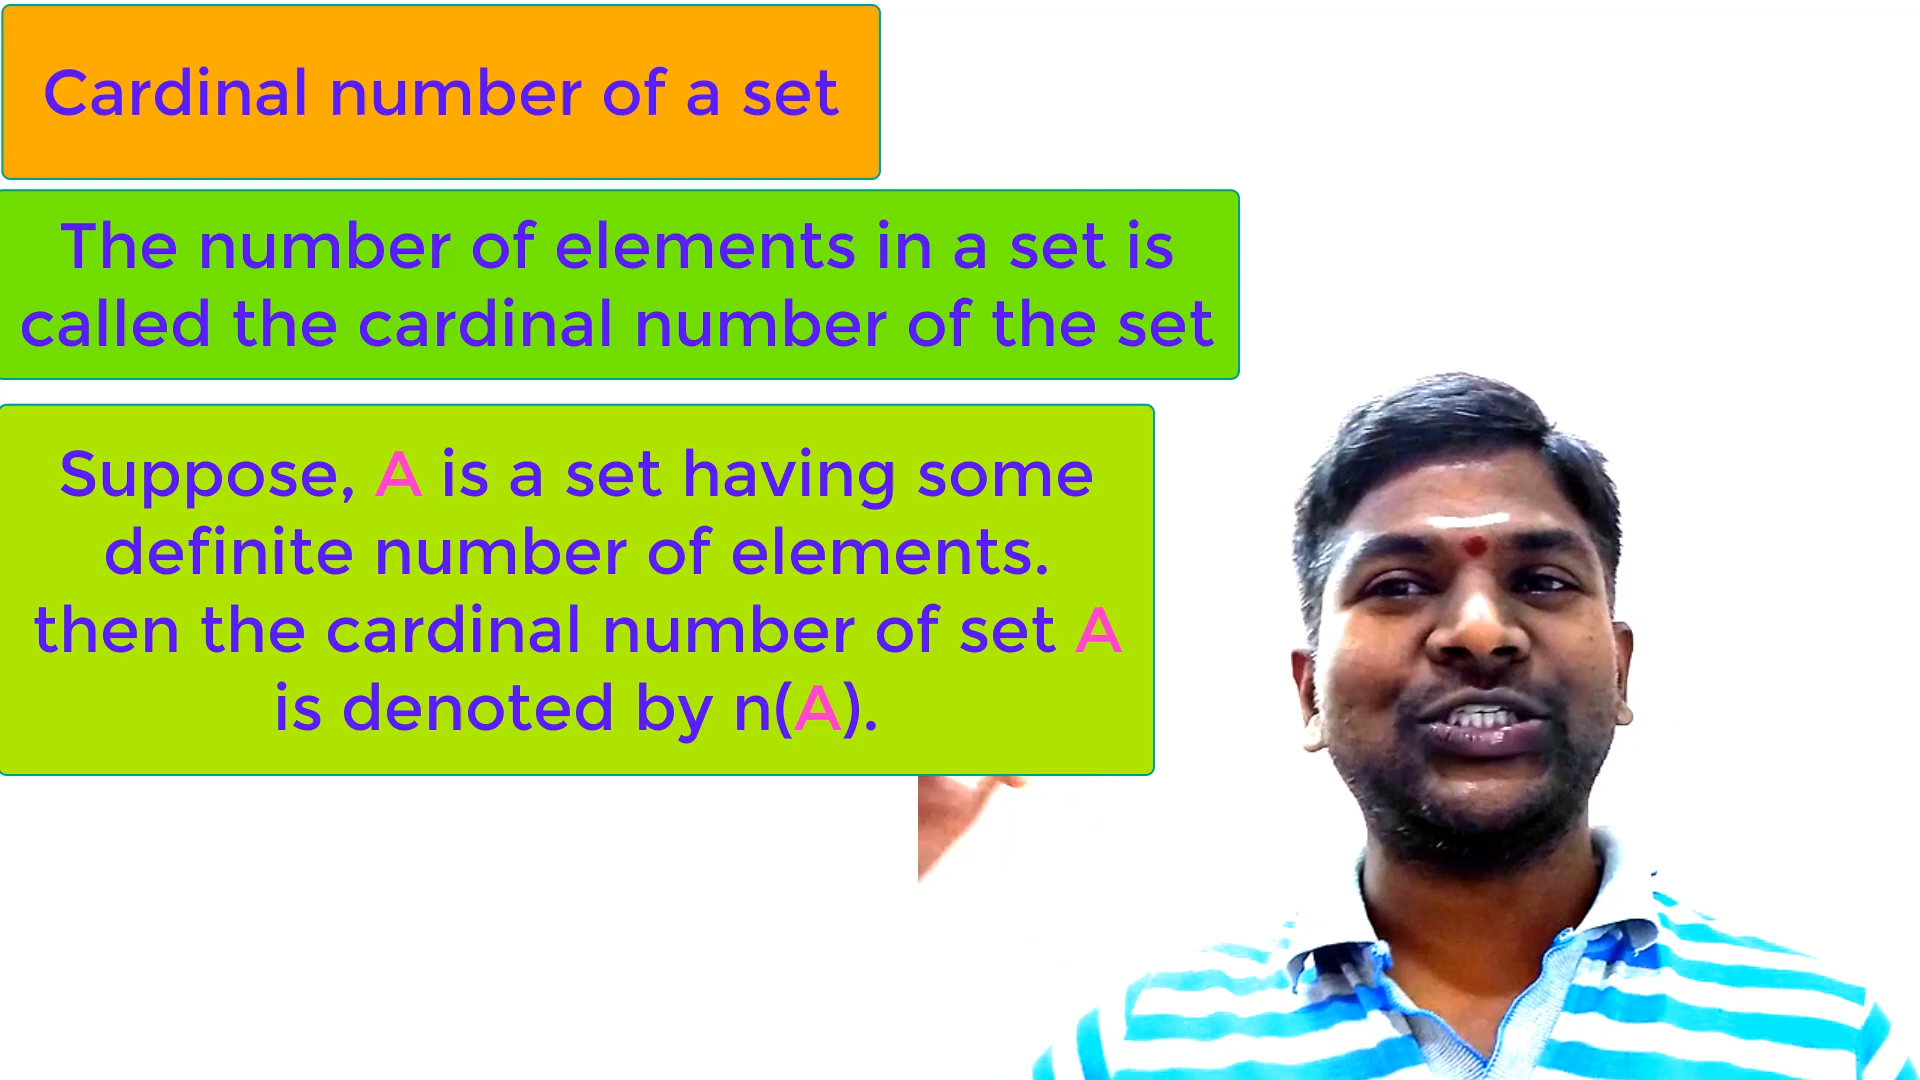 Cardinal number of a set
The number of elements in a set is
called the cardinal number of the set
Suppose, A is a set having some
definite number of elements.
then the cardinal number of set A
is denoted by n(A).